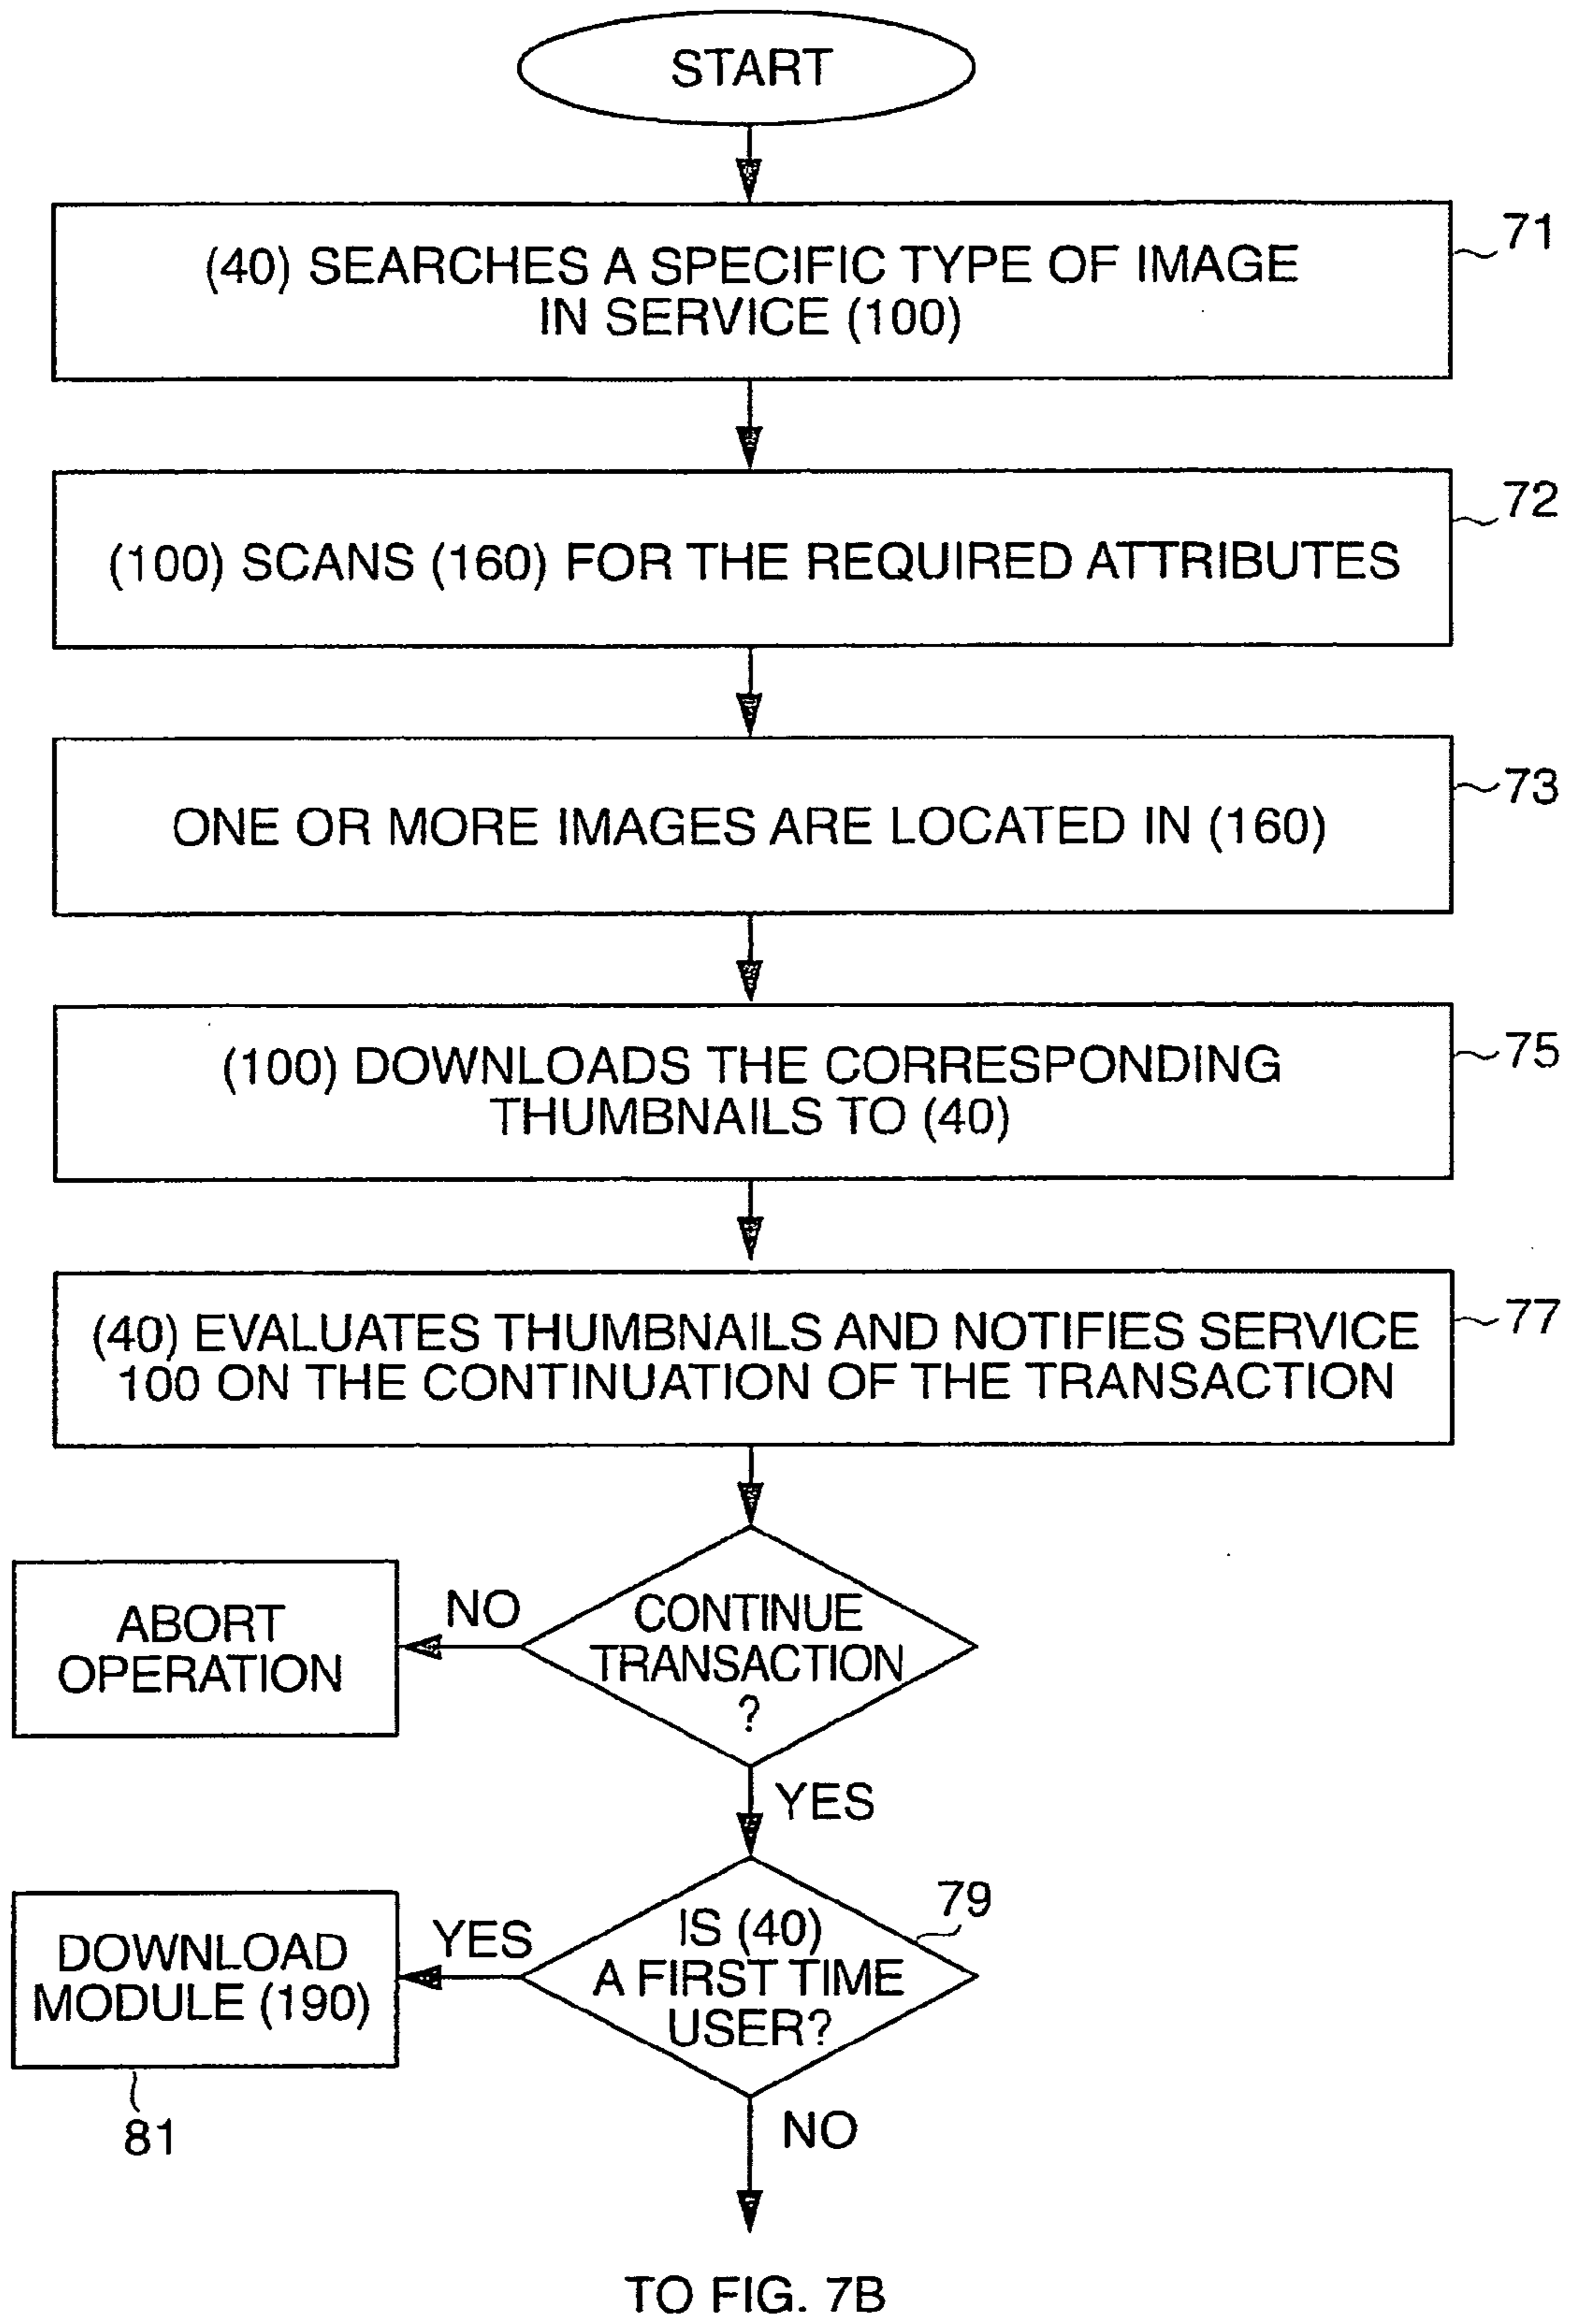 START
71
(40) SEARCHES A SPECIFIC TYPE OF IMAGE
IN SERVICE (100)
72
(100) SCANS (160) FOR THE REQUIRED ATTRIBUTES
73
ONE OR MORE IMAGES ARE LOCATED IN (160)
75
(100) DOWNLOADS THE CORRESPONDING
THUMBNAILS TO (40)
77
(40) EVALUATES THUMBNAILS AND NOTIFIES SERVICE
100 ON THE CONTINUATION OF THE TRANSACTION
CONTINUE
TRANSACTION
?
NO
ABORT
OPERATION
YES
79
IS (40)
A FIRST TIME
USER?
YES
DOWNLOAD
MODULE (190)
81
NO
TO FIG. 7B